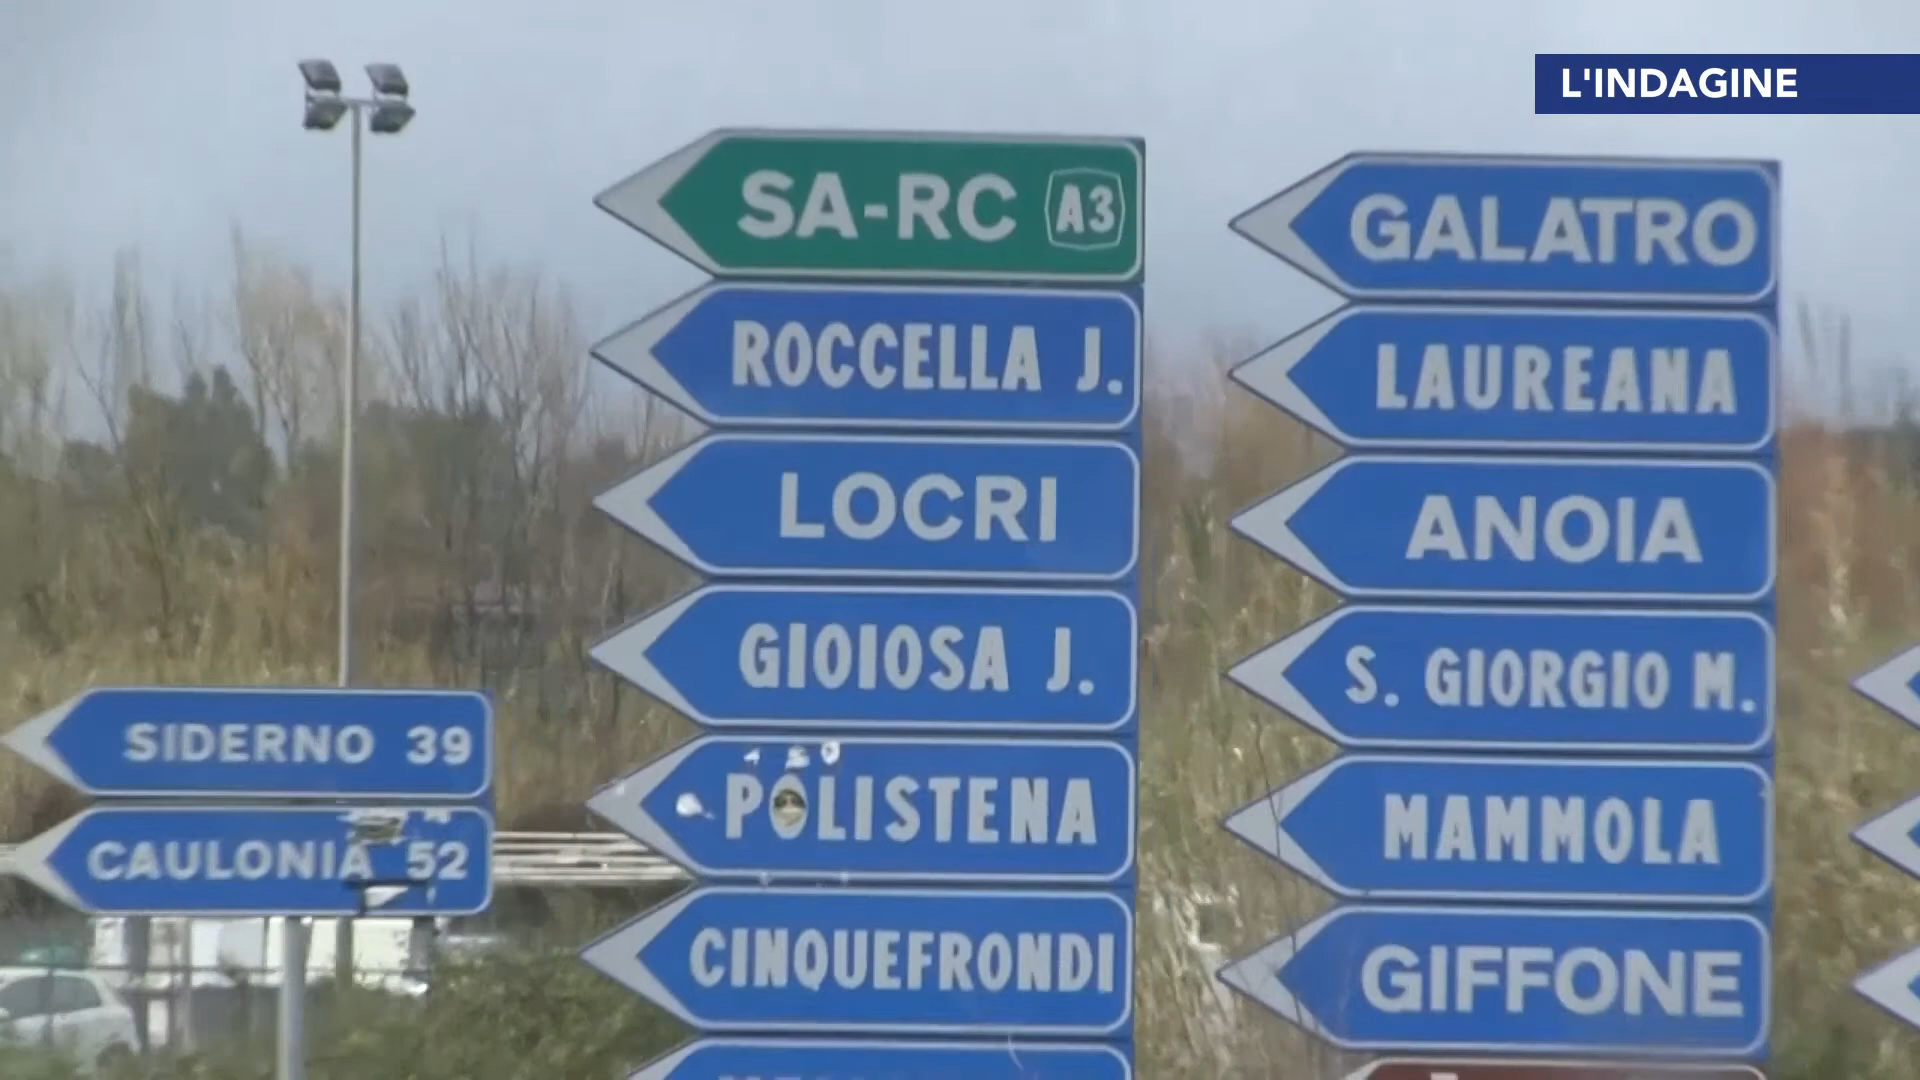 L'INDAGINE
SA-RC A3
ROCCELLA J.
LOCRI
GIOIOSA J.
POLISTENA
CINQUEFRONDI
GALATRO
LAUREANA
ANOIA
S. GIORGIO M.
MAMMOLA
GIFFONE
SIDERNO 39
CAULONIA 52